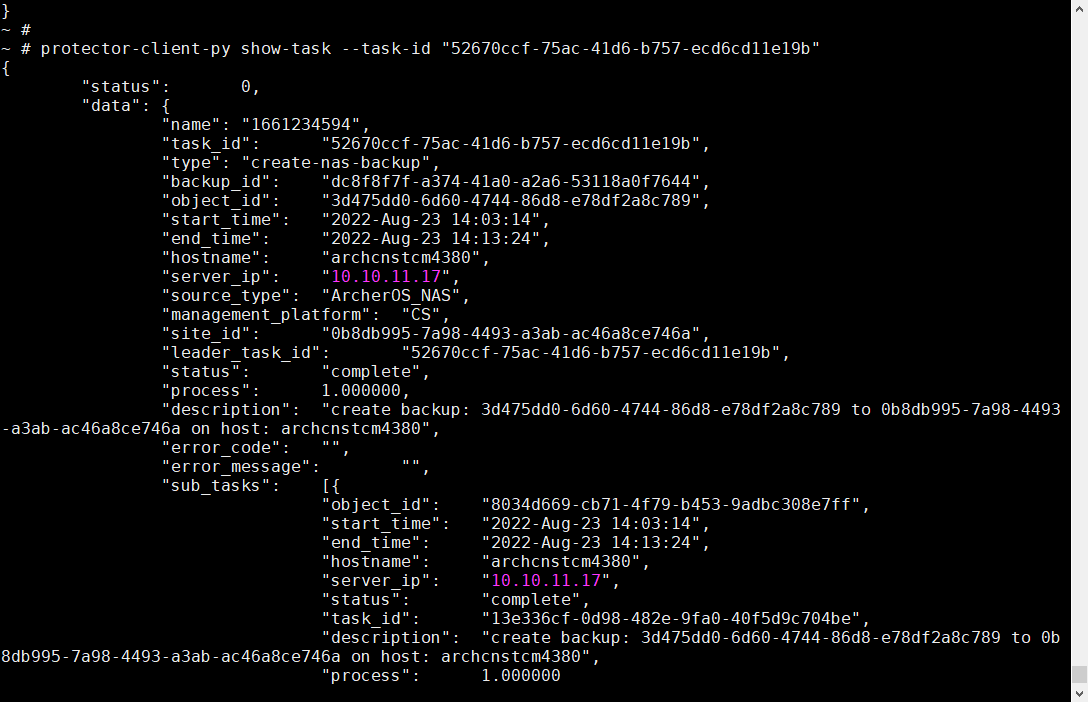 }
~ #
~ # protector-client-py show-task --task-id "52670ccf-75ac-41d6-b757-ecd6cd11e19b"
{
        "status":       0,
        "data": {
                "name": "1661234594",
                "task_id":      "52670ccf-75ac-41d6-b757-ecd6cd11e19b",
                "type": "create-nas-backup",
                "backup_id":    "dc8f8f7f-a374-41a0-a2a6-53118a0f7644",
                "object_id":    "3d475dd0-6d60-4744-86d8-e78df2a8c789",
                "start_time":   "2022-Aug-23 14:03:14",
                "end_time":     "2022-Aug-23 14:13:24",
                "hostname":     "archcnstcm4380",
                "server_ip":    "10.10.11.17",
                "source_type":  "ArcherOS_NAS",
                "management_platform":  "CS",
                "site_id":      "0b8db995-7a98-4493-a3ab-ac46a8ce746a",
                "leader_task_id":       "52670ccf-75ac-41d6-b757-ecd6cd11e19b",
                "status":       "complete",
                "process":      1.000000,
                "description":  "create backup: 3d475dd0-6d60-4744-86d8-e78df2a8c789 to 0b8db995-7a98-4493
-a3ab-ac46a8ce746a on host: archcnstcm4380",
                "error_code":   "",
                "error_message":        "",
                "sub_tasks":    [{
                                "object_id":    "8034d669-cb71-4f79-b453-9adbc308e7ff",
                                "start_time":   "2022-Aug-23 14:03:14",
                                "end_time":     "2022-Aug-23 14:13:24",
                                "hostname":     "archcnstcm4380",
                                "server_ip":    "10.10.11.17",
                                "status":       "complete",
                                "task_id":      "13e336cf-0d98-482e-9fa0-40f5d9c704be",
                                "description":  "create backup: 3d475dd0-6d60-4744-86d8-e78df2a8c789 to 0b
8db995-7a98-4493-a3ab-ac46a8ce746a on host: archcnstcm4380",
                                "process":      1.000000